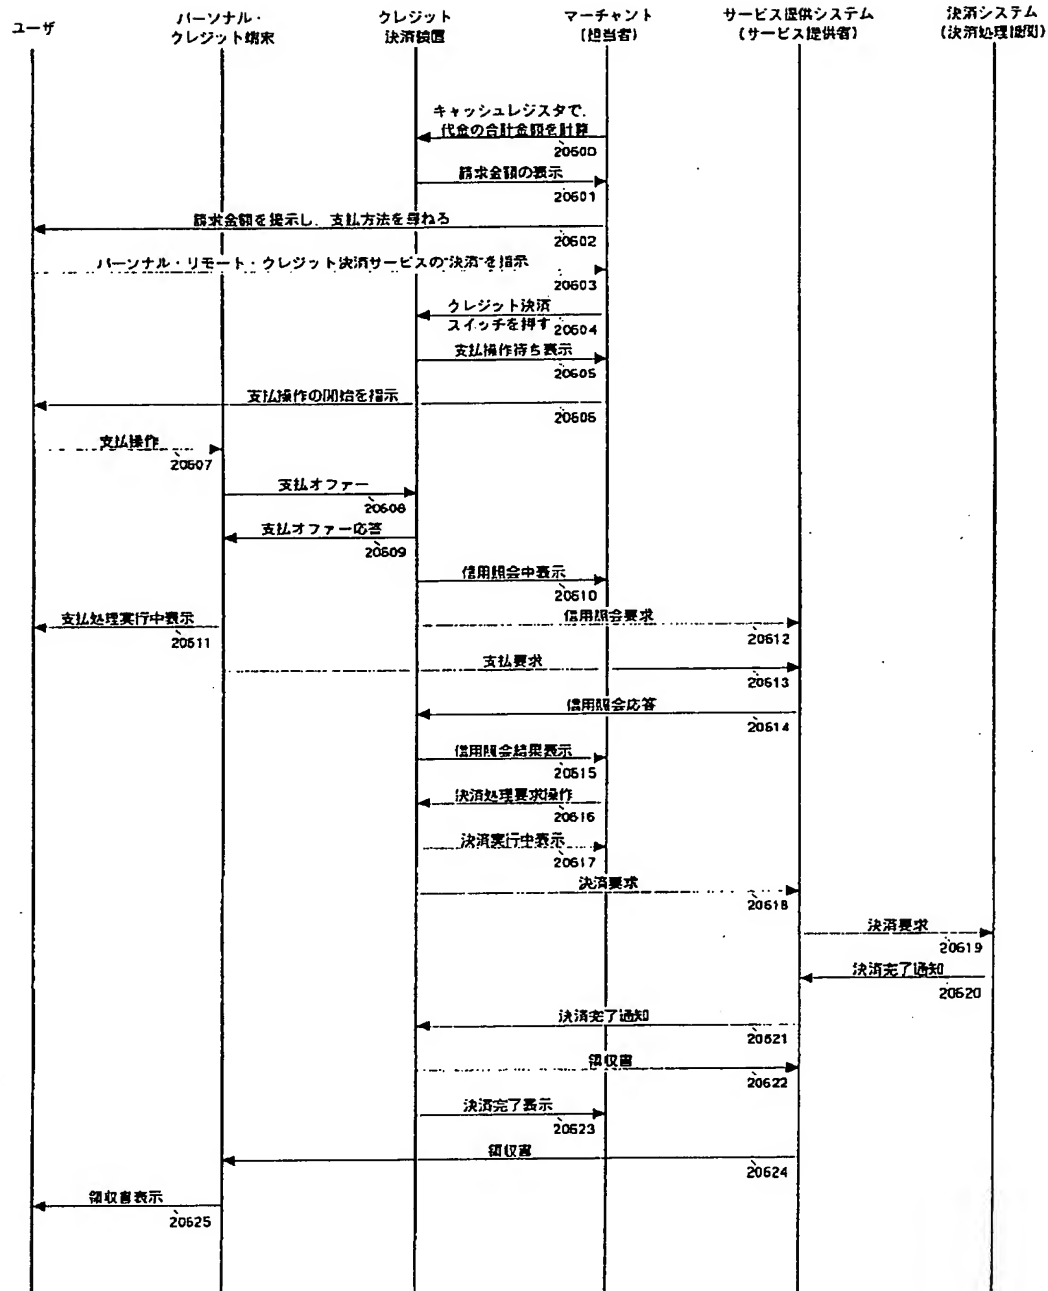 ユーザ
パーソナル・
クレジット端末
クレジット
決済装置
マーチャント
(担当者)
サービス提供システム
(サービス提供者)
決済システム
(決済処理機関)
キャッシュレジスタで、
代金の合計金額を計算
20600
請求金額の表示
20601
請求金額を提示し、支払方法を尋ねる
20602
パーソナル・リモート・クレジット決済サービスの"決済"を指示
20603
クレジット決済
スイッチを押す
20604
支払操作待ち表示
20605
支払操作の開始を指示
20606
支払操作
20607
支払オファー
20608
支払オファー応答
20609
信用照会中表示
20610
支払処理実行中表示
20611
信用照会要求
20612
支払要求
20613
信用照会応答
20614
信用照会結果表示
20615
決済処理要求操作
20616
決済実行中表示
20617
決済要求
20618
決済要求
20619
決済完了通知
20620
決済完了通知
20621
領収書
20622
決済完了表示
20623
領収書
20624
領収書表示
20625